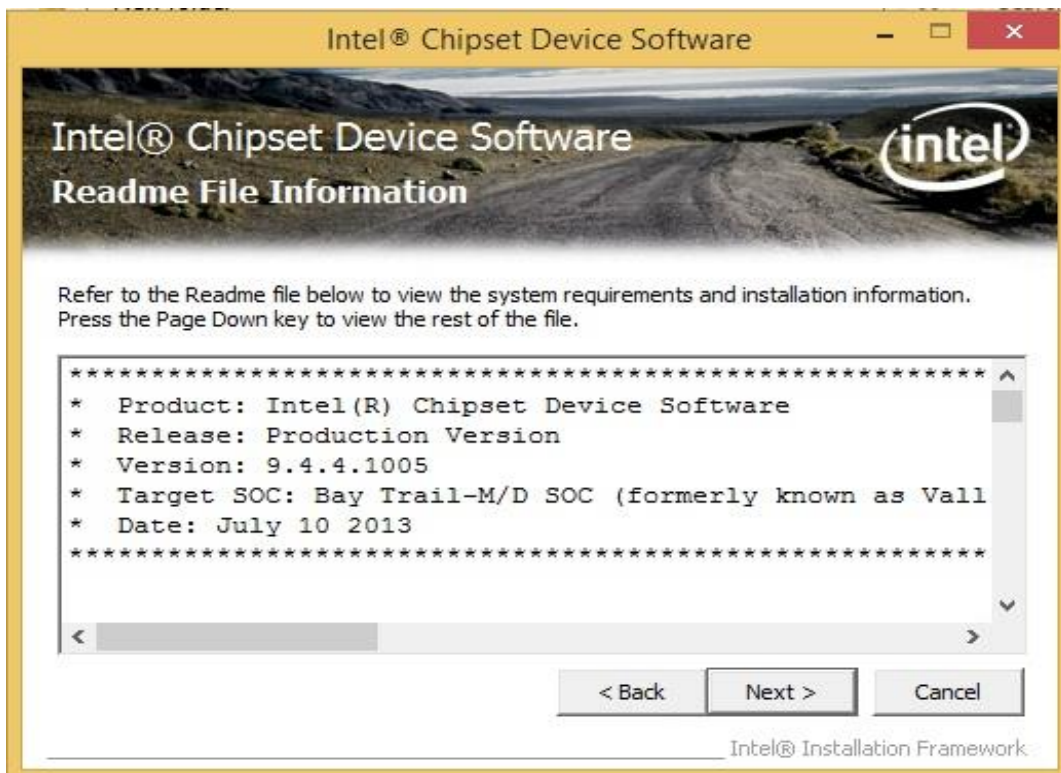 Intel® Chipset Device Software
Intel® Chipset Device Software
intel
Readme File Information
Refer to the Readme file below to view the system requirements and installation information.
Press the Page Down key to view the rest of the file.
************************************************************
* Product: Intel(R) Chipset Device Software
* Release: Production Version
* Version: 9.4.4.1005
* Target SOC: Bay Trail-M/D SOC (formerly known as Vall
* Date: July 10 2013
************************************************************
< Back
Next >
Cancel
Intel® Installation Framework